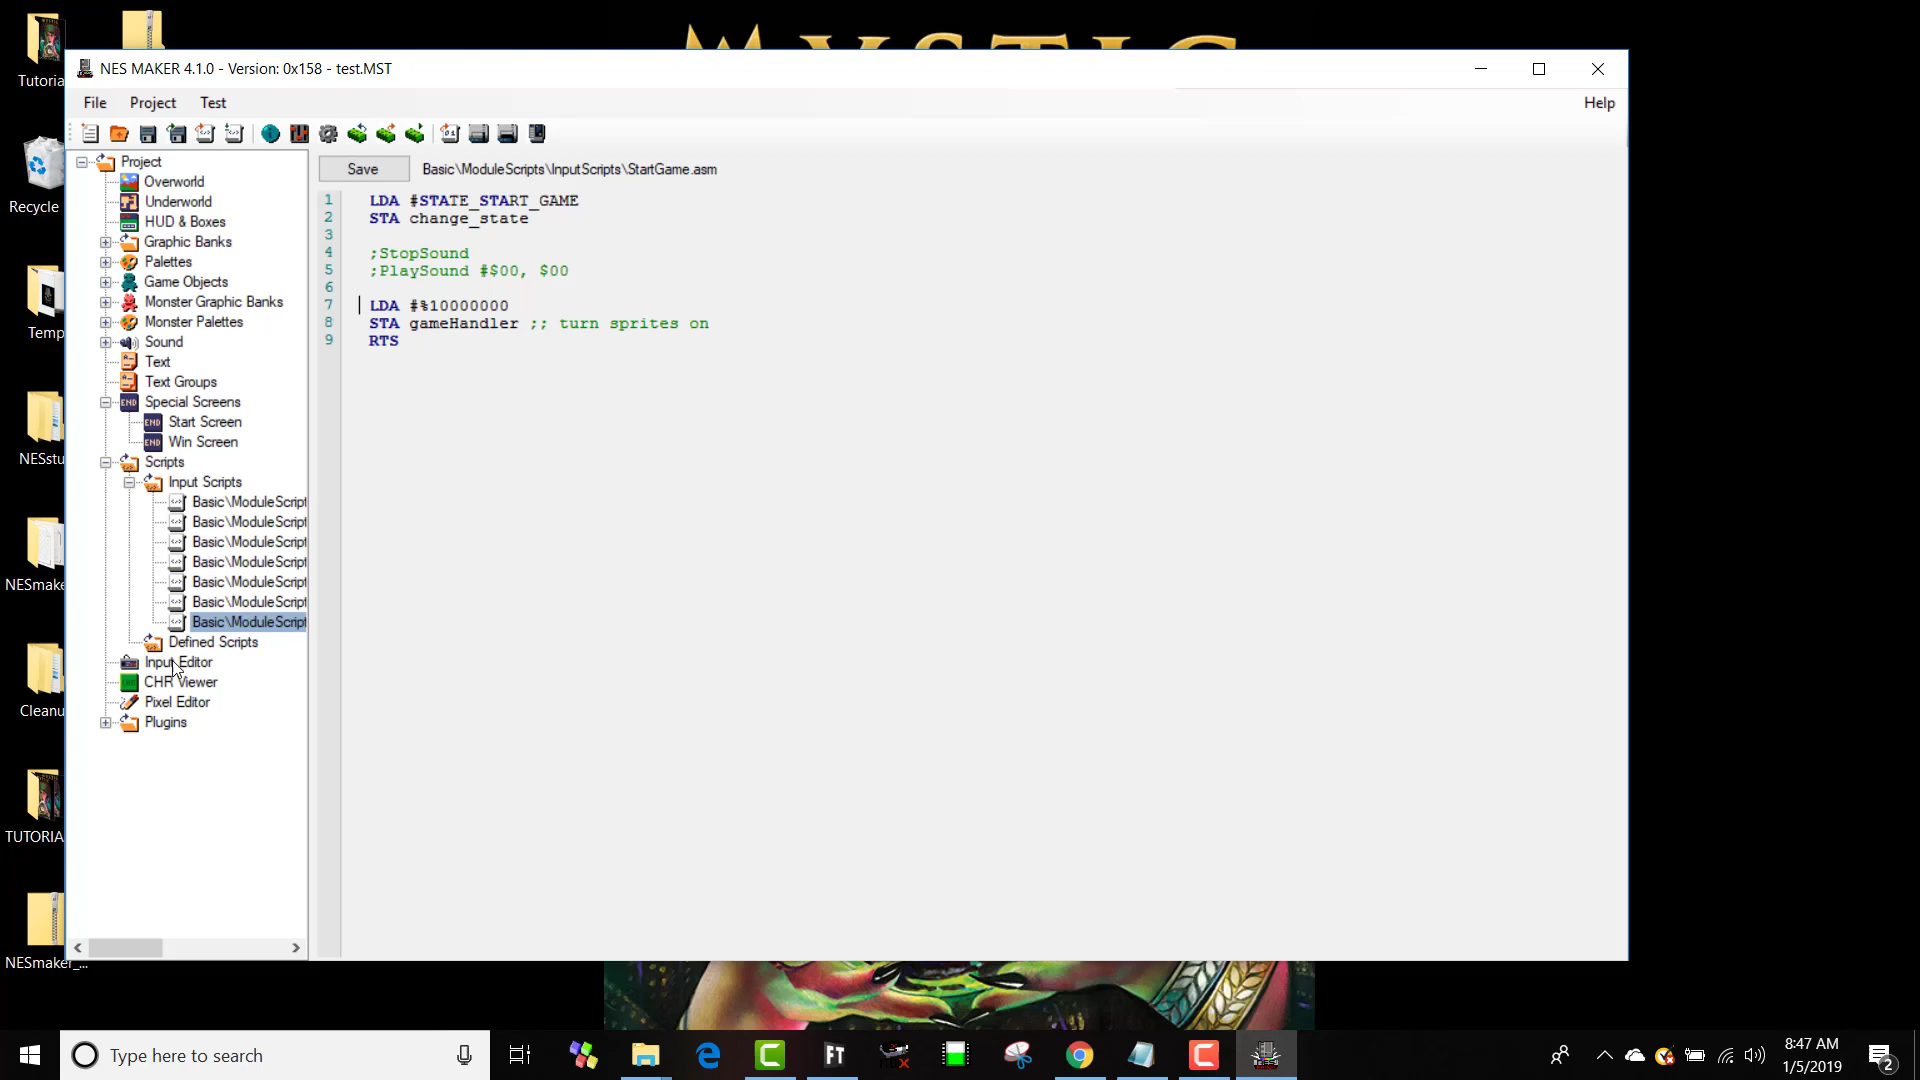 MYSTIC
Tutoria
Recycle
Temp
NESstu
NESmake
Cleanu
TUTORIA
NESmaker_...
NES MAKER 4.1.0 - Version: 0x158 - test.MST
File Project Test Help
Project
Overworld
Underworld
HUD & Boxes
Graphic Banks
Palettes
Game Objects
Monster Graphic Banks
Monster Palettes
Sound
Text
Text Groups
Special Screens
Start Screen
Win Screen
Scripts
Input Scripts
Basic\ModuleScript
Basic\ModuleScript
Basic\ModuleScript
Basic\ModuleScript
Basic\ModuleScript
Basic\ModuleScript
Basic\ModuleScript
Defined Scripts
Input Editor
CHR Viewer
Pixel Editor
Plugins
Save Basic\ModuleScripts\InputScripts\StartGame.asm
1 LDA #STATE_START_GAME
2 STA change_state
3
4 ;StopSound
5 ;PlaySound #$00, $00
6
7 LDA #%10000000
8 STA gameHandler ;; turn sprites on
9 RTS
Type here to search
FT
8:47 AM
1/5/2019
2